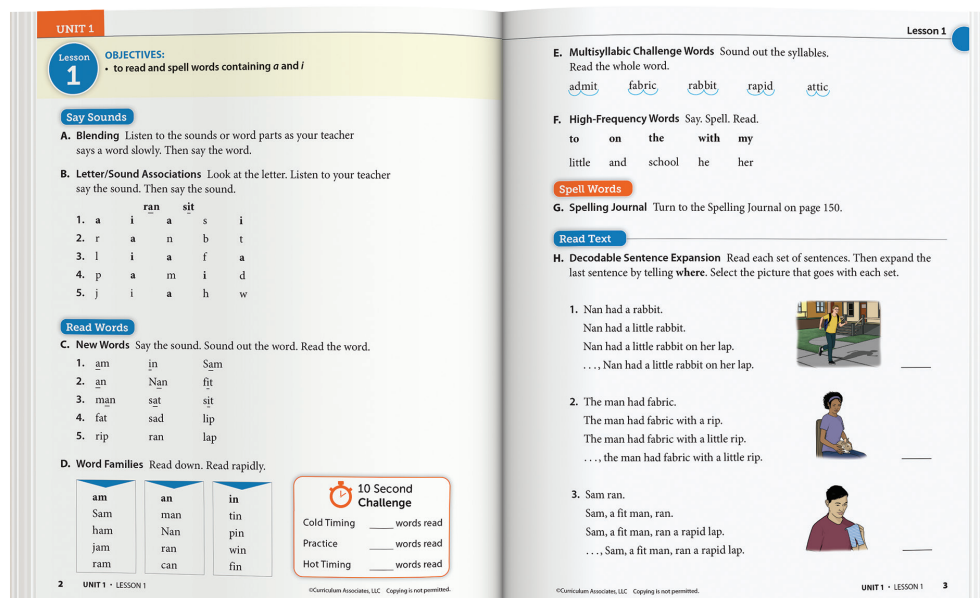 UNIT 1
Lesson
1
OBJECTIVES:
• to read and spell words containing a and i
Say Sounds
A. Blending Listen to the sounds or word parts as your teacher
says a word slowly. Then say the word.
B. Letter/Sound Associations Look at the letter. Listen to your teacher
say the sound. Then say the sound.
ran sit
1. a i a s i
2. r a n b t
3. l i a f a
4. p a m i d
5. j i a h w
Read Words
C. New Words Say the sound. Sound out the word. Read the word.
1. am in Sam
2. an Nan fit
3. man sat sit
4. fat sad lip
5. rip ran lap
D. Word Families Read down. Read rapidly.
am an in
Sam man tin
ham Nan pin
jam ran win
ram can fin
10 Second
Challenge
Cold Timing ____ words read
Practice ____ words read
Hot Timing ____ words read
2 UNIT 1 • LESSON 1
©Curriculum Associates, LLC Copying is not permitted.
Lesson 1
E. Multisyllabic Challenge Words Sound out the syllables.
Read the whole word.
admit fabric rabbit rapid attic
F. High-Frequency Words Say. Spell. Read.
to on the with my
little and school he her
Spell Words
G. Spelling Journal Turn to the Spelling Journal on page 150.
Read Text
H. Decodable Sentence Expansion Read each set of sentences. Then expand the
last sentence by telling where. Select the picture that goes with each set.
1. Nan had a rabbit.
Nan had a little rabbit.
Nan had a little rabbit on her lap.
. . . , Nan had a little rabbit on her lap.
2. The man had fabric.
The man had fabric with a rip.
The man had fabric with a little rip.
. . . , the man had fabric with a little rip.
3. Sam ran.
Sam, a fit man, ran.
Sam, a fit man, ran a rapid lap.
. . . , Sam, a fit man, ran a rapid lap.
©Curriculum Associates, LLC Copying is not permitted.
UNIT 1 • LESSON 1 3